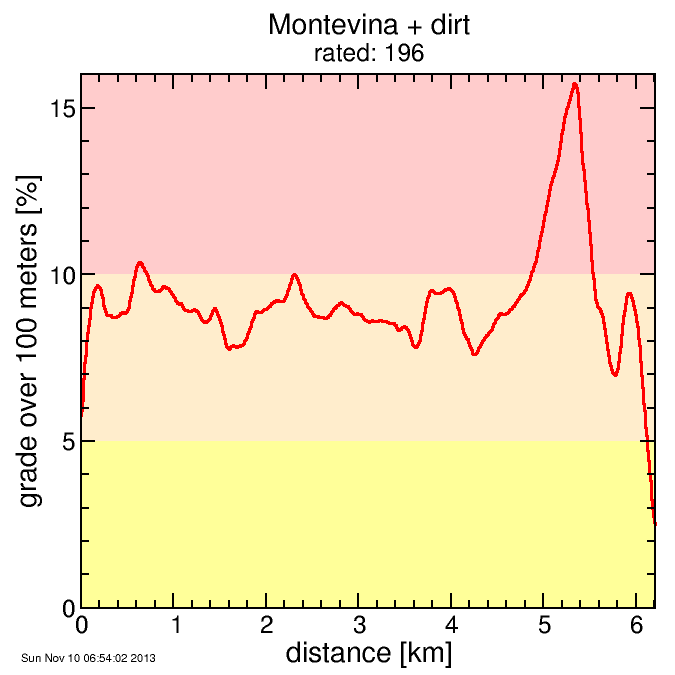 Montevina + dirt
rated: 196
grade over 100 meters [%]
15
10
5
0
0 1 2 3 4 5 6
distance [km]
Sun Nov 10 06:54:02 2013